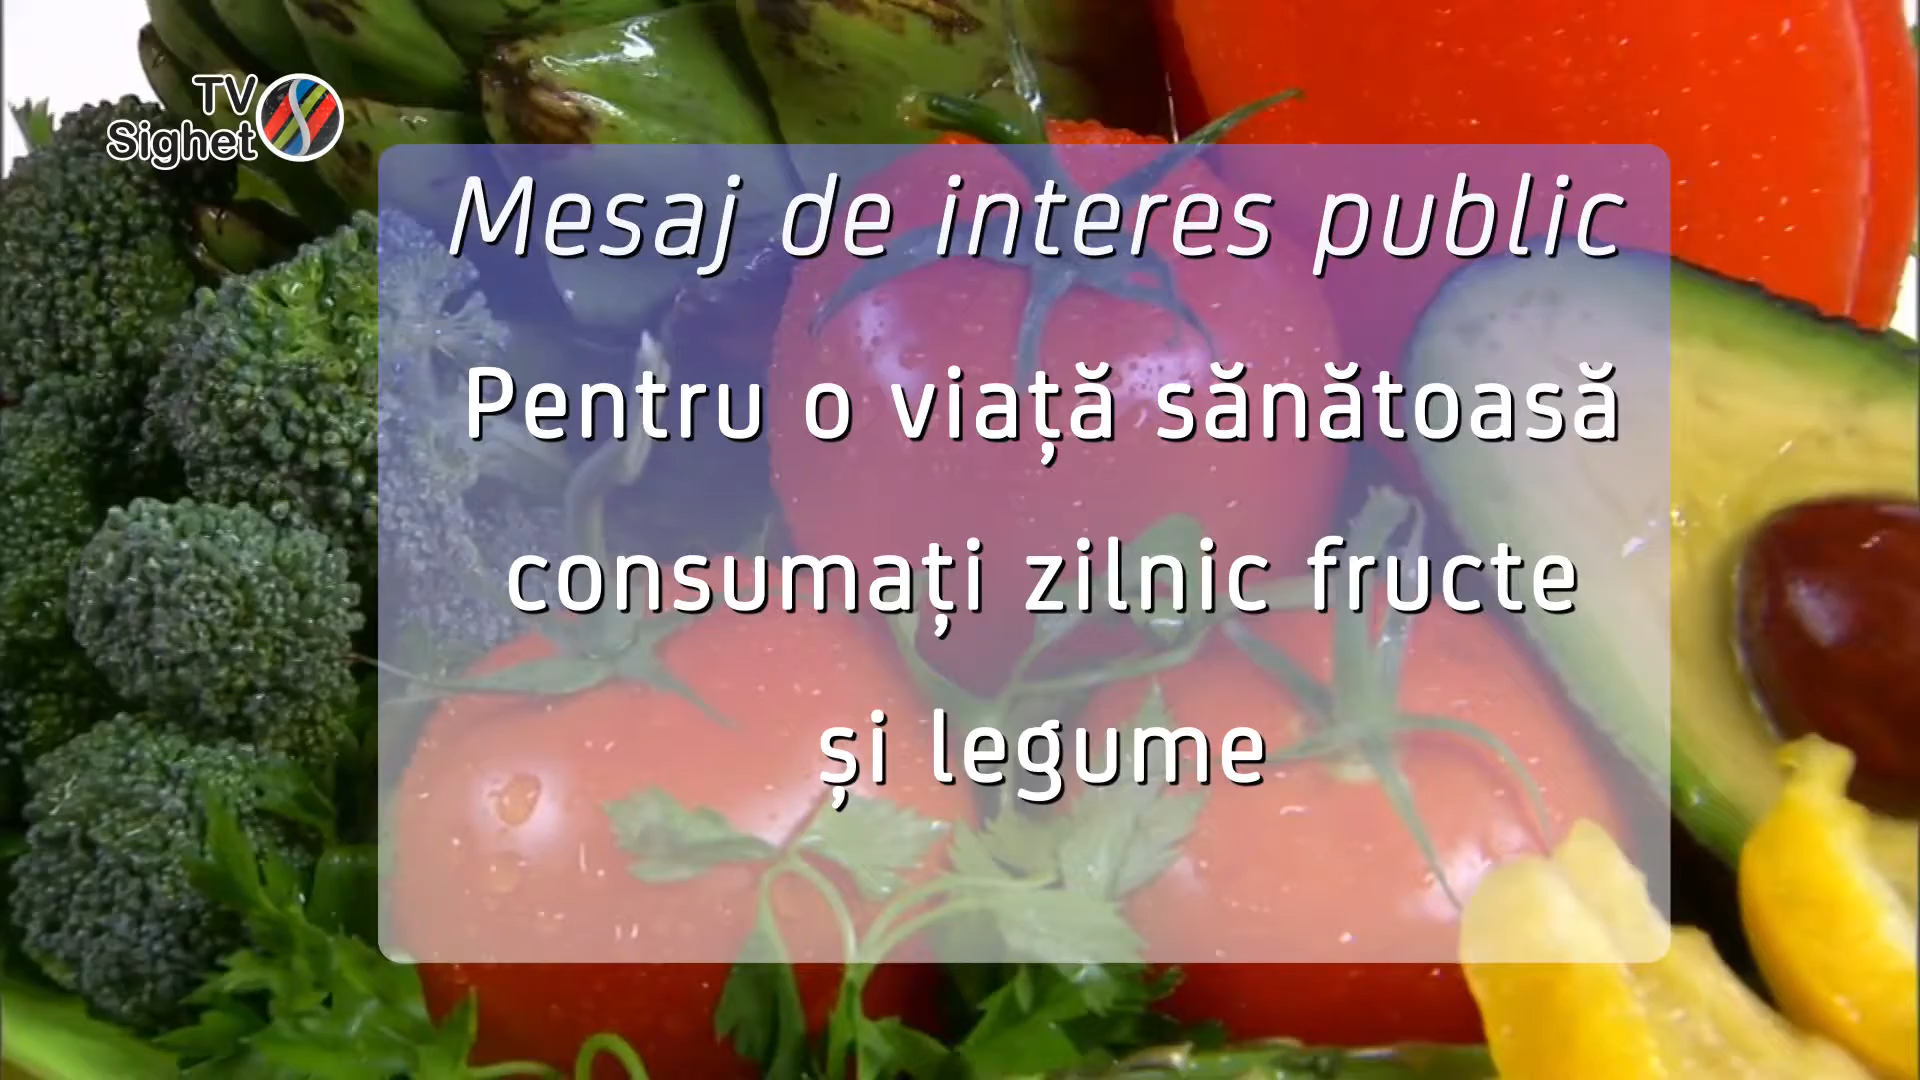 TV
Sighet
Mesaj de interes public
Pentru o viață sănătoasă
consumați zilnic fructe
și legume